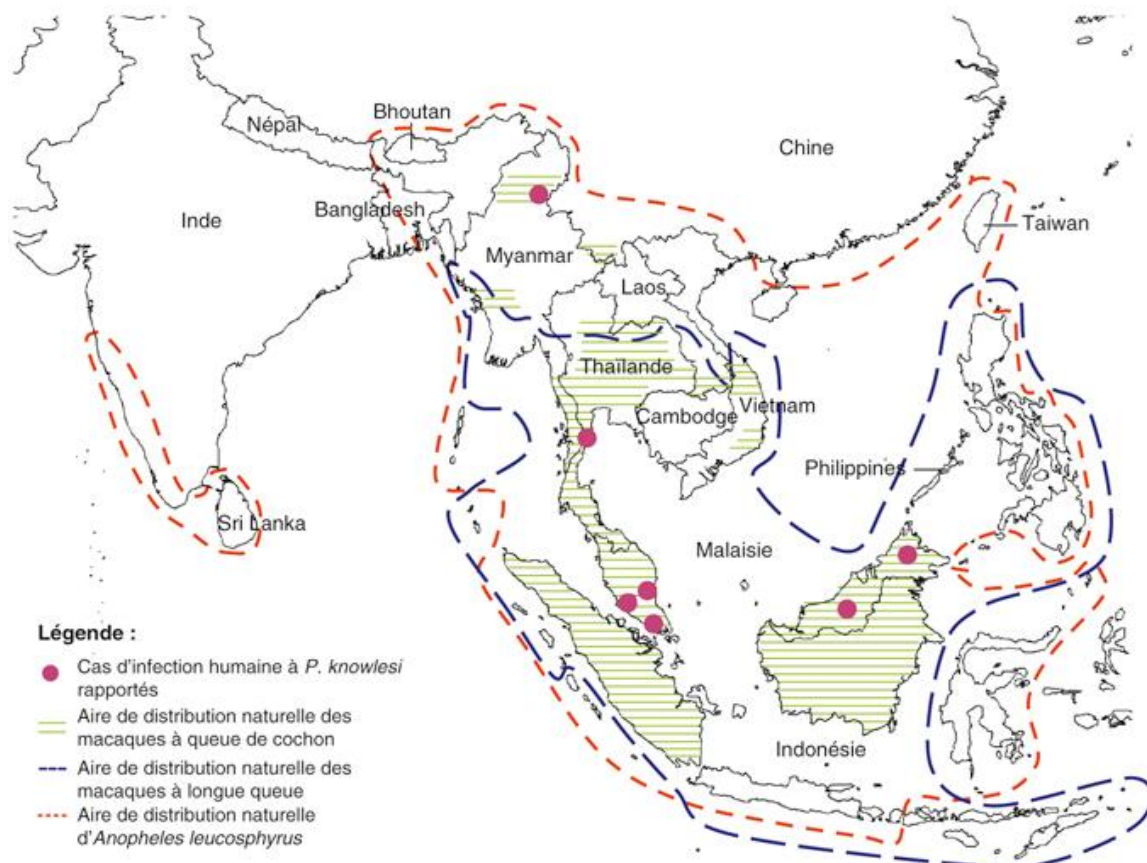 Bhoutan
Népal
Chine
Inde
Bangladesh
Taiwan
Myanmar
Laos
Thaïlande
Cambodge
Vietnam
Philippines
Sri Lanka
Malaisie
Indonésie
Légende :
Cas d'infection humaine à P. knowlesi
rapportés
Aire de distribution naturelle des
macaques à queue de cochon
Aire de distribution naturelle des
macaques à longue queue
Aire de distribution naturelle
d'Anopheles leucosphyrus